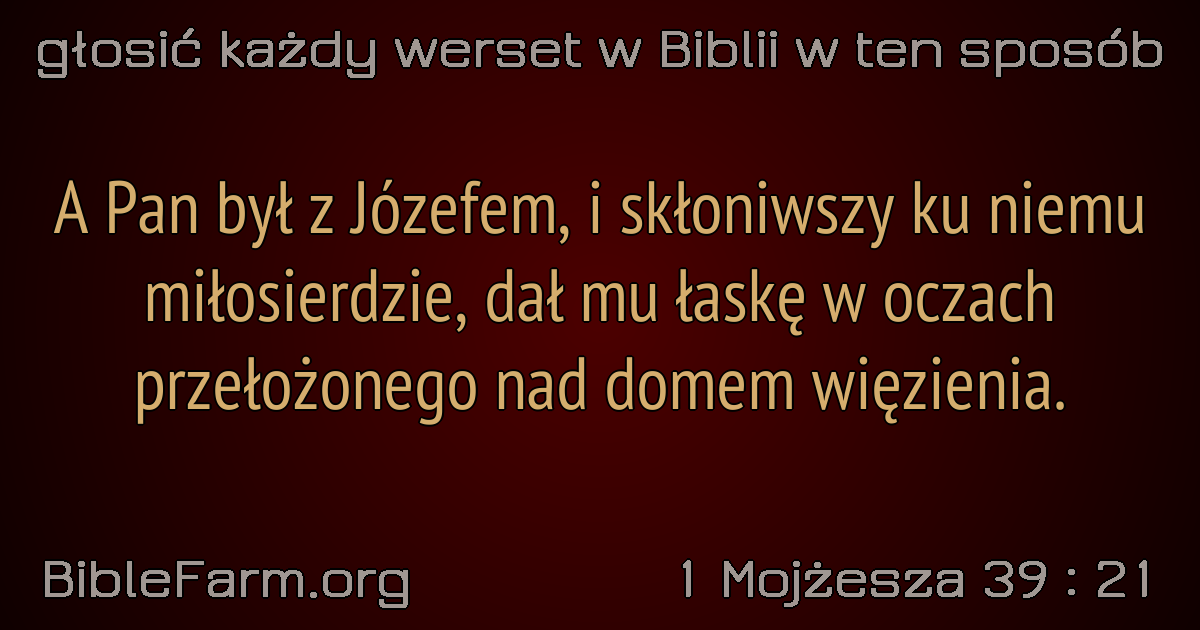 głosić każdy werset w Biblii w ten sposób
A Pan był z Józefem, i skłoniwszy ku niemu
miłosierdzie, dał mu łaskę w oczach
przełożonego nad domem więzienia.
BibleFarm.org
1 Mojżesza 39 : 21